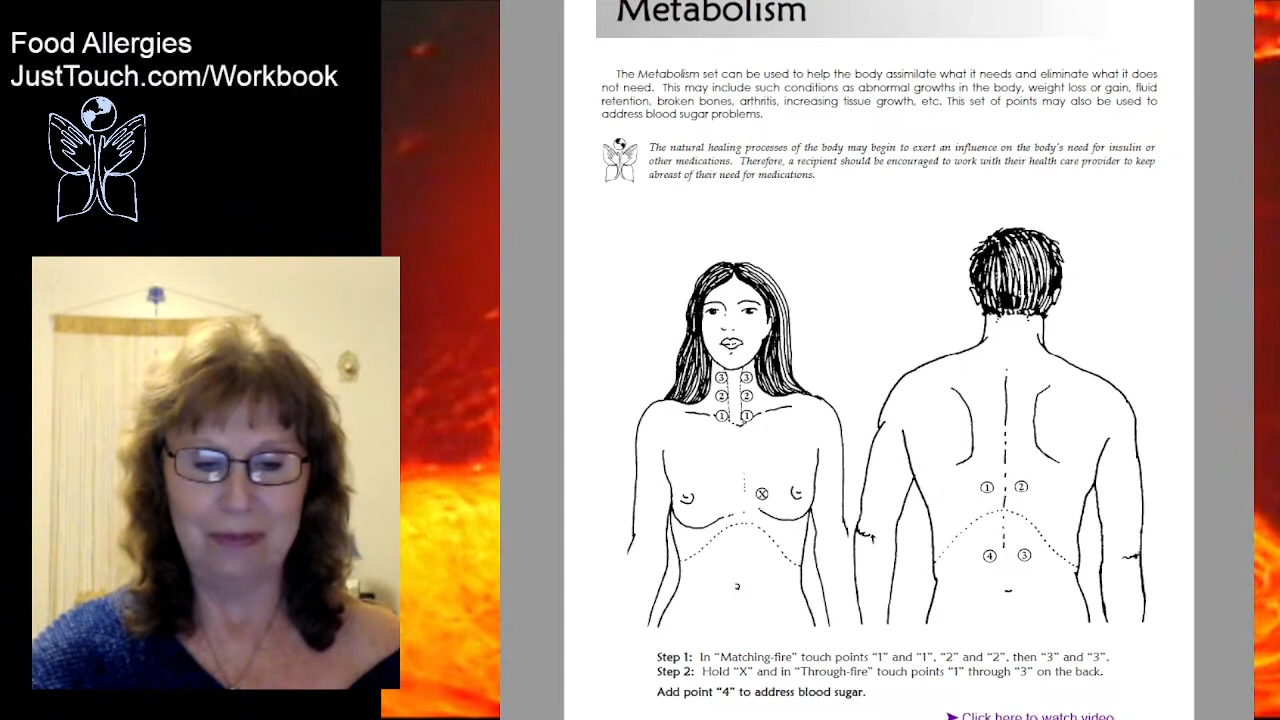 Food Allergies
JustTouch.com/Workbook
Metabolism
The Metabolism set can be used to help the body assimilate what it needs and eliminate what it does
not need. This may include such conditions as abnormal growths in the body, weight loss or gain, fluid
retention, broken bones, arthritis, increasing tissue growth, etc. This set of points may also be used to
address blood sugar problems.
The natural healing processes of the body may begin to exert an influence on the body's need for insulin or
other medications. Therefore, a recipient should be encouraged to work with their health care provider to keep
abreast of their need for medications.
3 3
2 2
1 1
X
1 2
4 3
Step 1: In "Matching-fire" touch points "1" and "1", "2" and "2", then "3" and "3".
Step 2: Hold "X" and in "Through-fire" touch points "1" through "3" on the back.
Add point "4" to address blood sugar.
➤ Click here to watch video